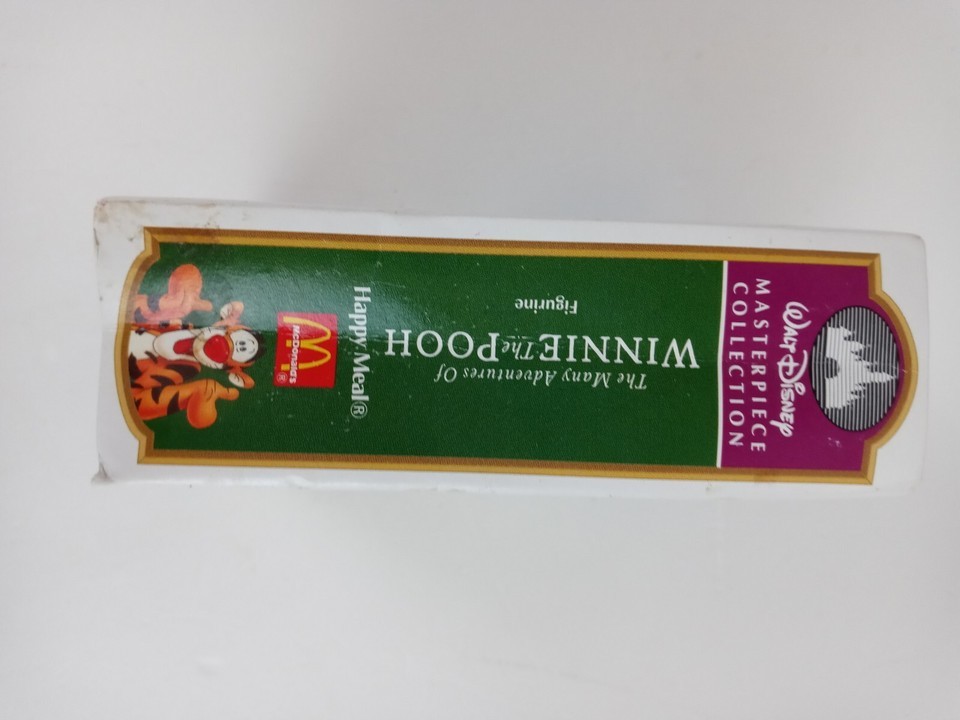 WALT DISNEY
MASTERPIECE
COLLECTION
The Many Adventures Of
WINNIE The POOH
Figurine
Happy Meal®
McDonald's®